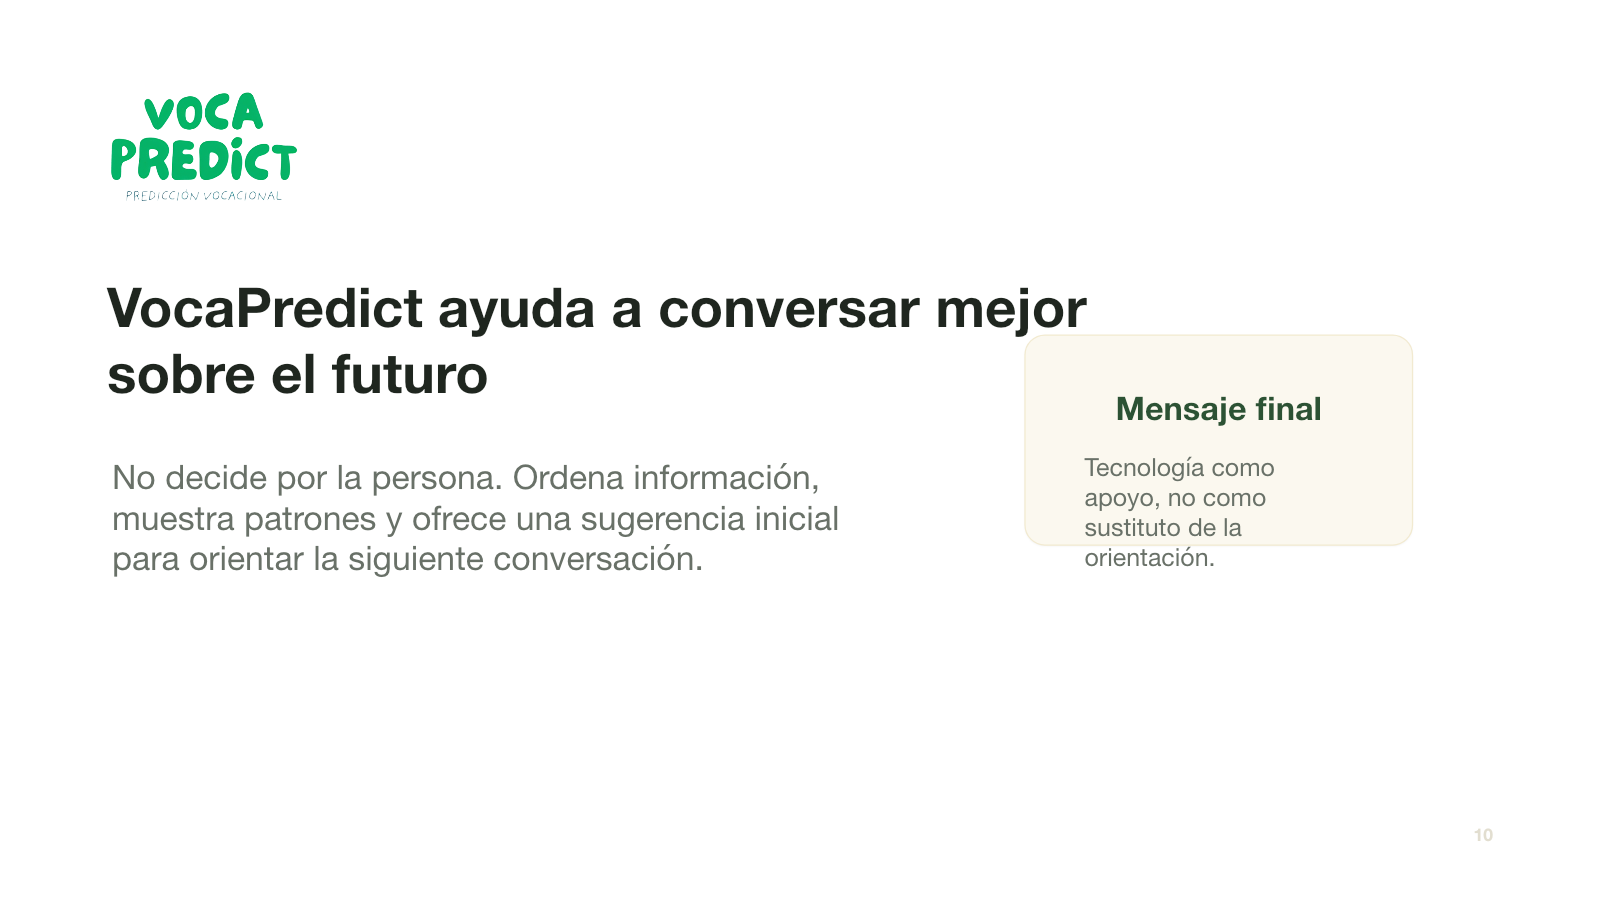 VOCA
PREDiCT
PREDICCIÓN VOCACIONAL
VocaPredict ayuda a conversar mejor
sobre el futuro
No decide por la persona. Ordena información,
muestra patrones y ofrece una sugerencia inicial
para orientar la siguiente conversación.
Mensaje final
Tecnología como
apoyo, no como
sustituto de la
orientación.
10